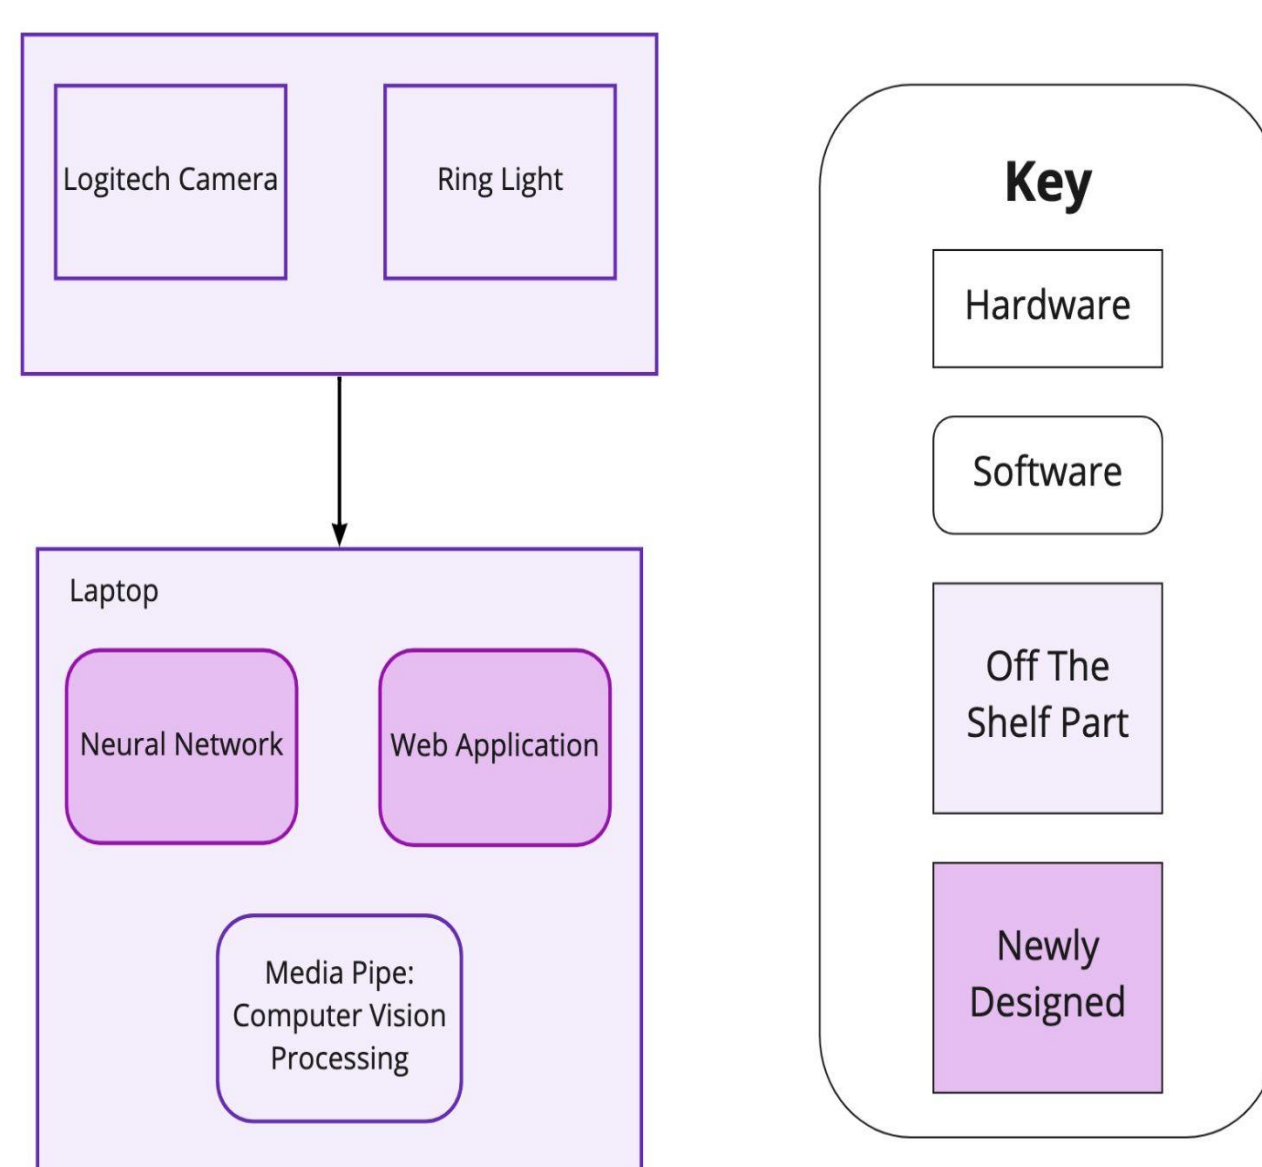 Logitech Camera
Ring Light
Laptop
Neural Network
Web Application
Media Pipe:
Computer Vision
Processing
Key
Hardware
Software
Off The
Shelf Part
Newly
Designed